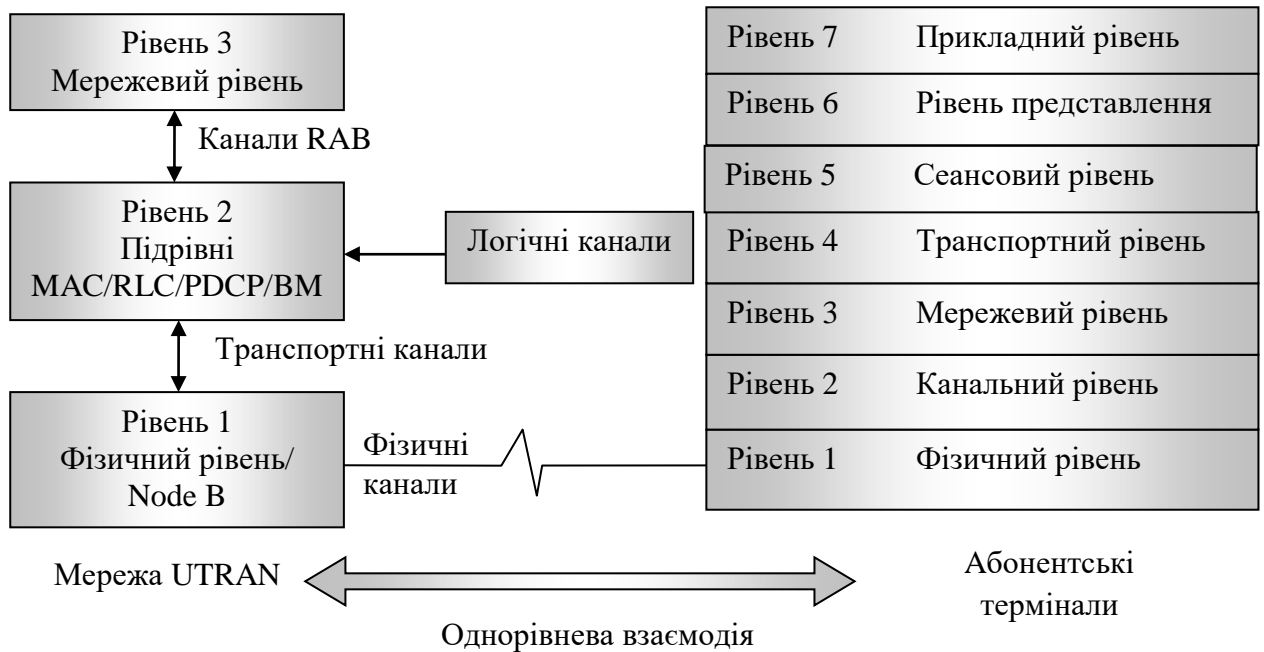 Рівень 3
Мережевий рівень
Канали RAB
Рівень 2
Підрівні
MAC/RLC/PDCP/BM
Логічні канали
Транспортні канали
Рівень 1
Фізичний рівень/
Node B
Фізичні
канали
Рівень 7 Прикладний рівень
Рівень 6 Рівень представлення
Рівень 5 Сеансовий рівень
Рівень 4 Транспортний рівень
Рівень 3 Мережевий рівень
Рівень 2 Канальний рівень
Рівень 1 Фізичний рівень
Мережа UTRAN
Абонентські
термінали
Однорівнева взаємодія